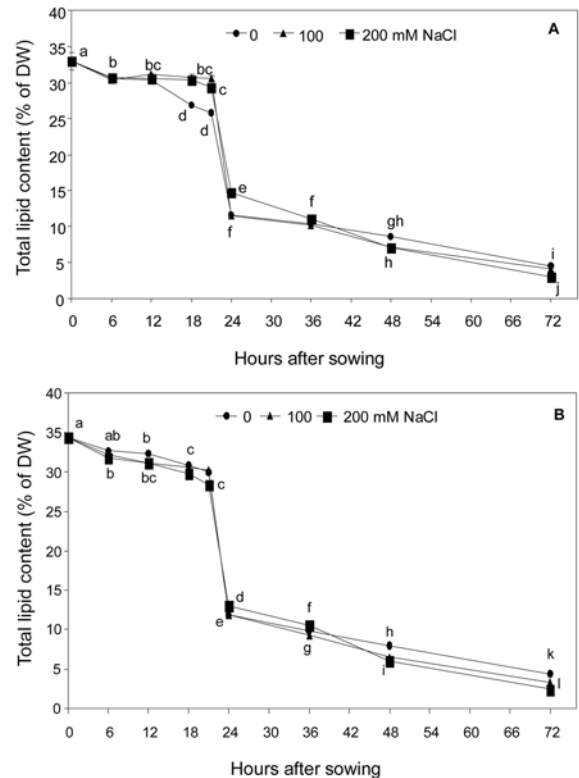 0 100 200 mM NaCl A
40
35
30
25
20
15
10
5
0
a b bc bc c
d d
e f
f gh i
h j
0 6 12 18 24 30 36 42 48 54 60 66 72
Total lipid content (% of DW)
Hours after sowing
0 100 200 mM NaCl B
40
35
30
25
20
15
10
5
0
a ab b c
b bc c
d f h k
e g i l
0 6 12 18 24 30 36 42 48 54 60 66 72
Total lipid content (% of DW)
Hours after sowing